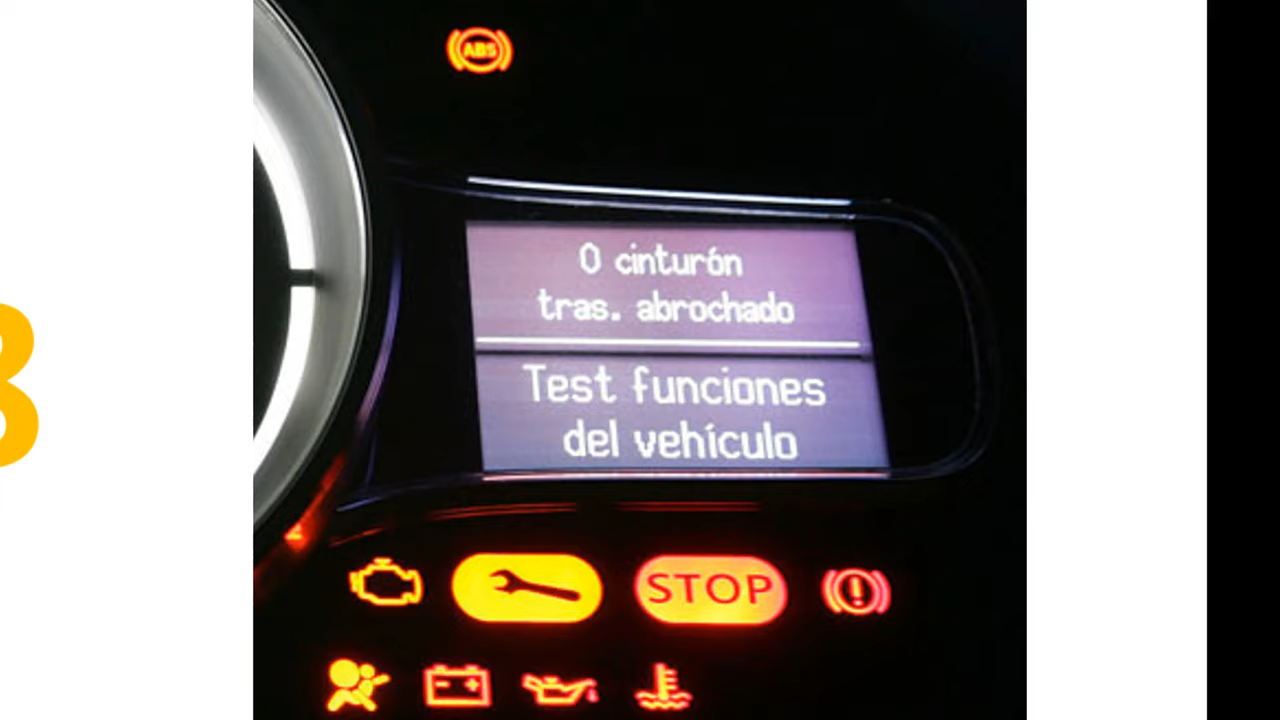 ABS
0 cinturón
tras. abrochado
Test funciones
del vehículo
STOP